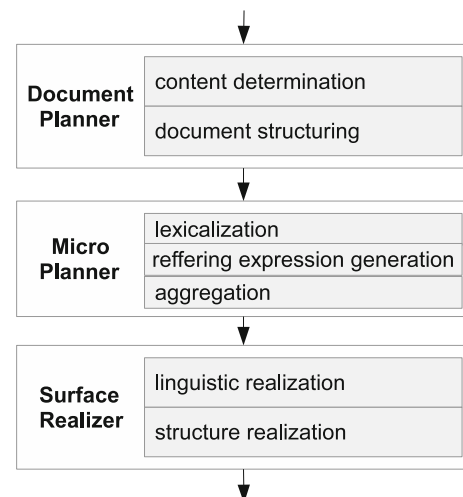 Document
Planner
content determination
document structuring
Micro
Planner
lexicalization
reffering expression generation
aggregation
Surface
Realizer
linguistic realization
structure realization